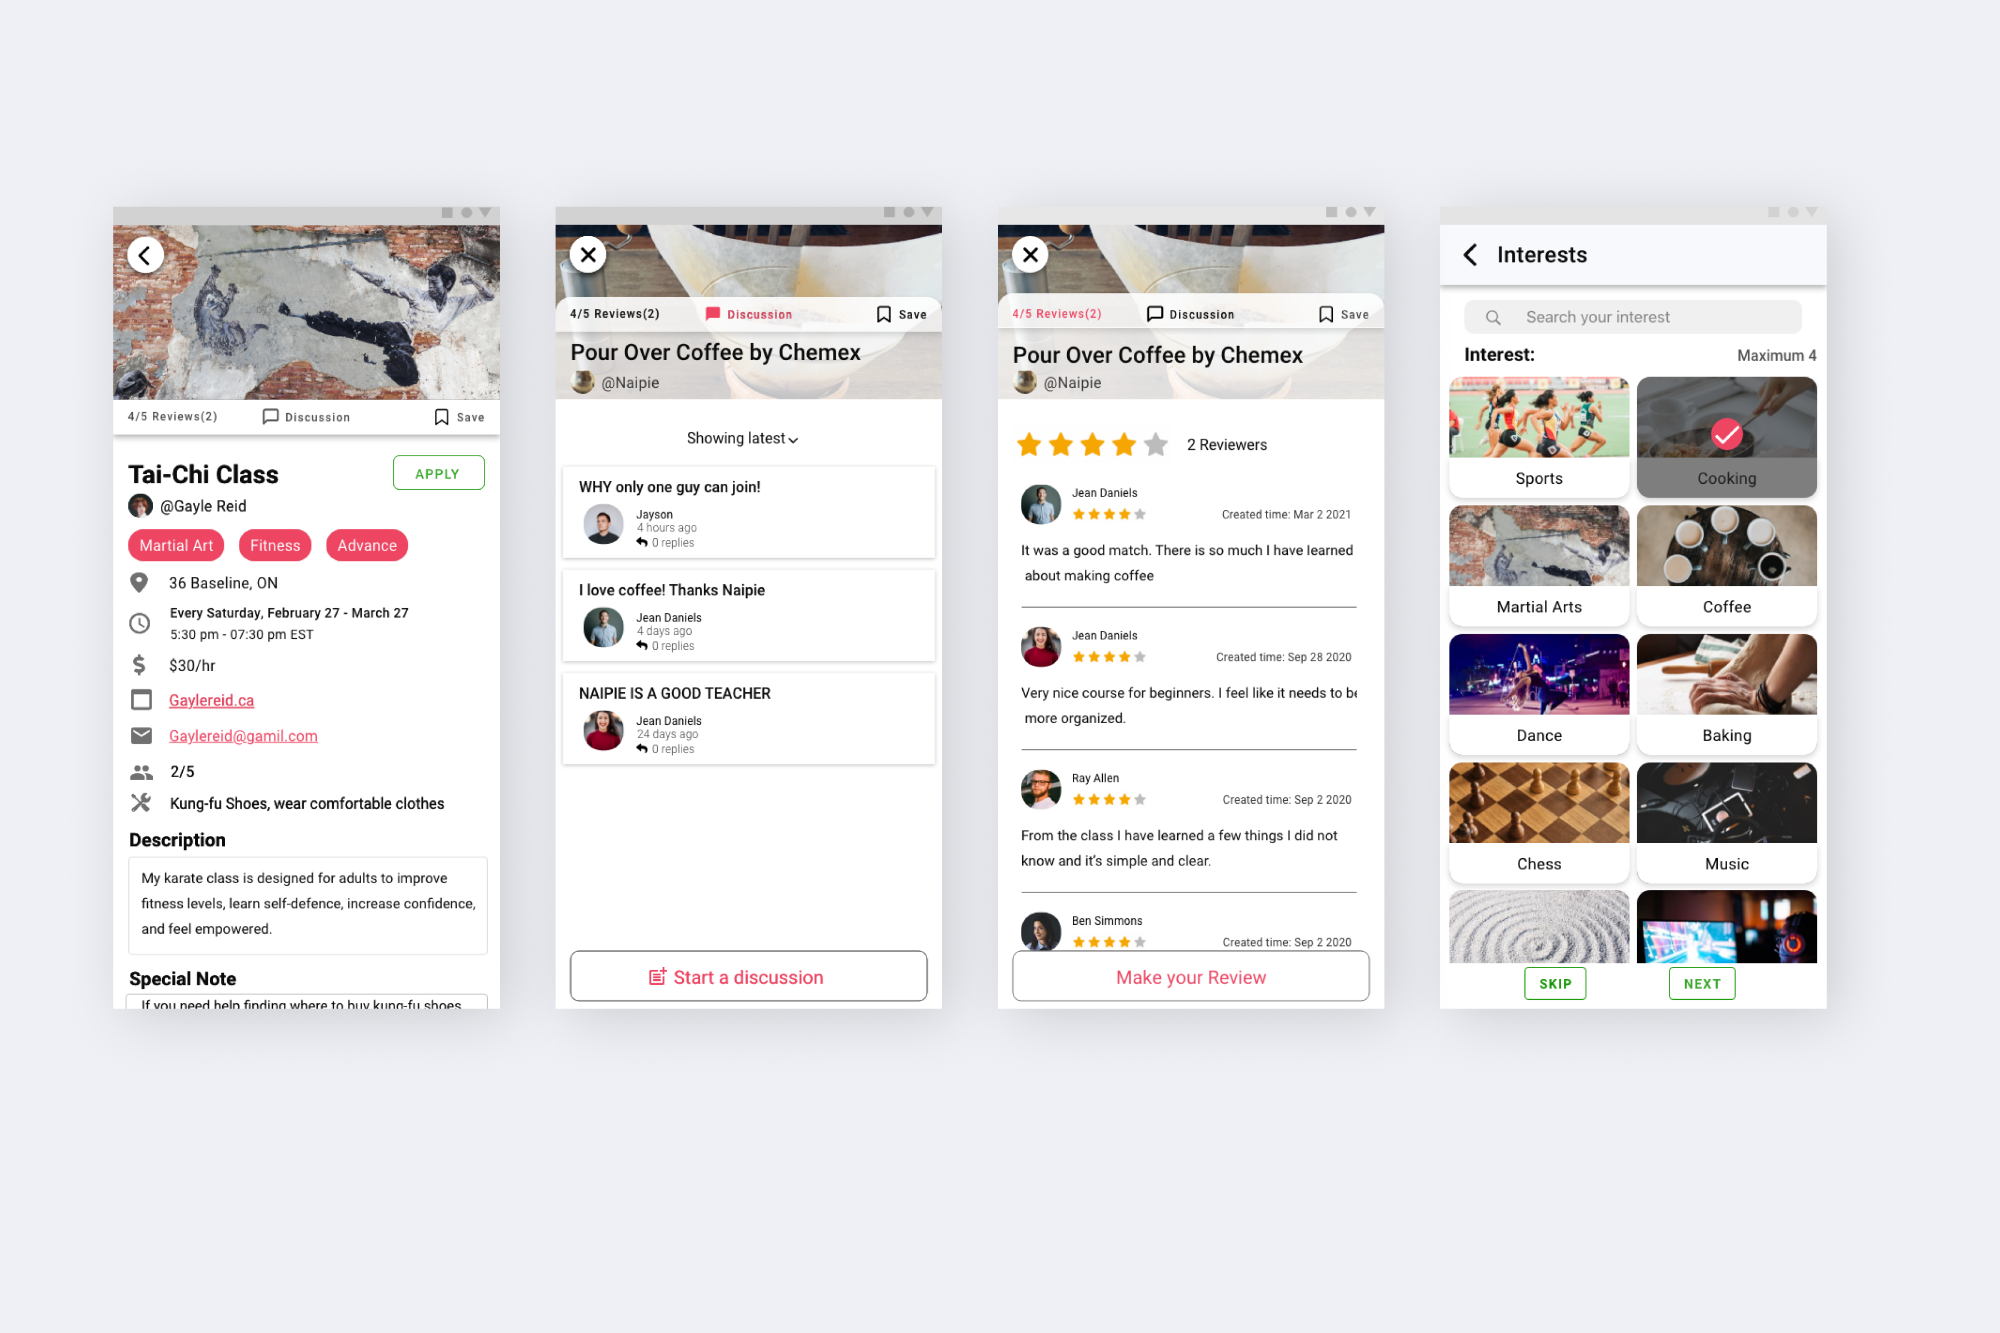 4/5 Reviews(2) Discussion Save
Tai-Chi Class
APPLY
@Gayle Reid
Martial Art Fitness Advance
36 Baseline, ON
Every Saturday, February 27 - March 27
5:30 pm - 07:30 pm EST
$30/hr
Gaylereid.ca
Gaylereid@gamil.com
2/5
Kung-fu Shoes, wear comfortable clothes
Description
My karate class is designed for adults to improve
fitness levels, learn self-defence, increase confidence,
and feel empowered.
Special Note
If you need help finding where to buy kung-fu shoes
4/5 Reviews(2) Discussion Save
Pour Over Coffee by Chemex
@Naipie
Showing latest
WHY only one guy can join!
Jayson
4 hours ago
0 replies
I love coffee! Thanks Naipie
Jean Daniels
4 days ago
0 replies
NAIPIE IS A GOOD TEACHER
Jean Daniels
24 days ago
0 replies
Start a discussion
4/5 Reviews(2) Discussion Save
Pour Over Coffee by Chemex
@Naipie
2 Reviewers
Jean Daniels
Created time: Mar 2 2021
It was a good match. There is so much I have learned
about making coffee
Jean Daniels
Created time: Sep 28 2020
Very nice course for beginners. I feel like it needs to be
more organized.
Ray Allen
Created time: Sep 2 2020
From the class I have learned a few things I did not
know and it's simple and clear.
Ben Simmons
Created time: Sep 2 2020
Make your Review
Interests
Search your interest
Interest: Maximum 4
Sports Cooking
Martial Arts Coffee
Dance Baking
Chess Music
SKIP NEXT